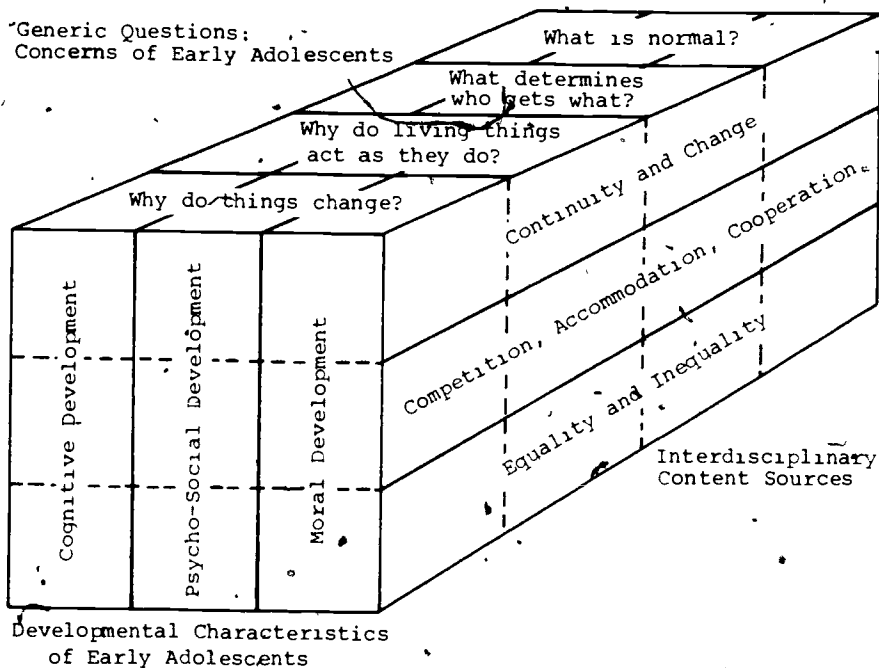 Generic Questions:
Concerns of Early Adolescents
What is normal?
What determines
who gets what?
Why do living things
act as they do?
Why do things change?
Continuity and Change
Competition, Accommodation, Cooperation
Equality and Inequality
Cognitive Development
Psycho-Social Development
Moral Development
Interdisciplinary
Content Sources
Developmental Characteristics
of Early Adolescents